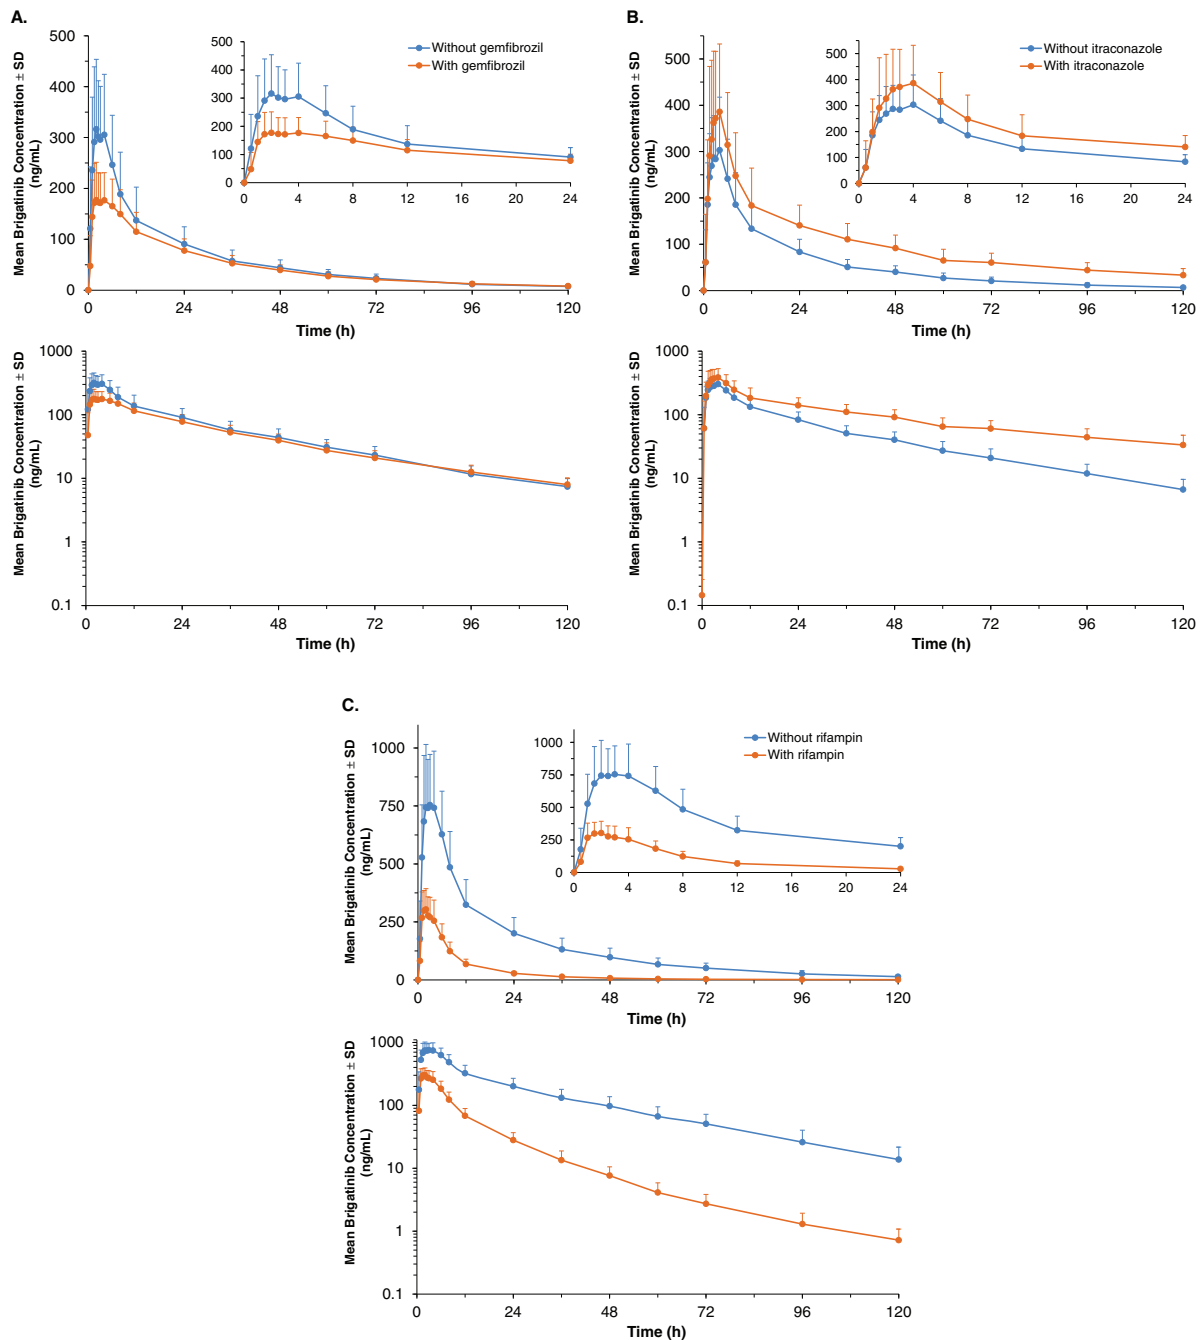 A.
Mean Brigatinib Concentration ± SD
(ng/mL)
500
400
300
200
100
0
0 24 48 72 96 120
Time (h)
500
400
300
200
100
0
0 4 8 12 16 20 24
Without gemfibrozil
With gemfibrozil
Mean Brigatinib Concentration ± SD
(ng/mL)
1000
100
10
1
0.1
0 24 48 72 96 120
Time (h)
B.
Mean Brigatinib Concentration ± SD
(ng/mL)
500
400
300
200
100
0
0 24 48 72 96 120
Time (h)
500
400
300
200
100
0
0 4 8 12 16 20 24
Without itraconazole
With itraconazole
Mean Brigatinib Concentration ± SD
(ng/mL)
1000
100
10
1
0.1
0 24 48 72 96 120
Time (h)
C.
Mean Brigatinib Concentration ± SD
(ng/mL)
1000
750
500
250
0
0 24 48 72 96 120
Time (h)
1000
750
500
250
0
0 4 8 12 16 20 24
Without rifampin
With rifampin
Mean Brigatinib Concentration ± SD
(ng/mL)
1000
100
10
1
0.1
0 24 48 72 96 120
Time (h)